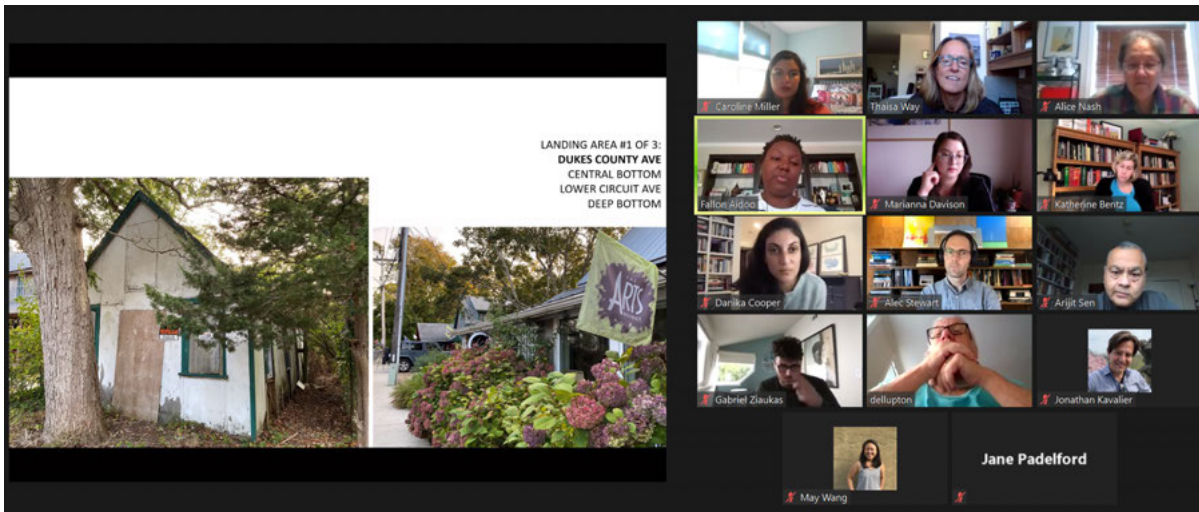 LANDING AREA #1 OF 3:
DUKES COUNTY AVE
CENTRAL BOTTOM
LOWER CIRCUIT AVE
DEEP BOTTOM
ARTS
Caroline Miller
Thaisa Way
Alice Nash
Fallon Aidoo
Marianna Davison
Katherine Bentz
Danika Cooper
Alec Stewart
Arijit Sen
Gabriel Ziaukas
dellupton
Jonathan Kavalier
May Wang
Jane Padelford